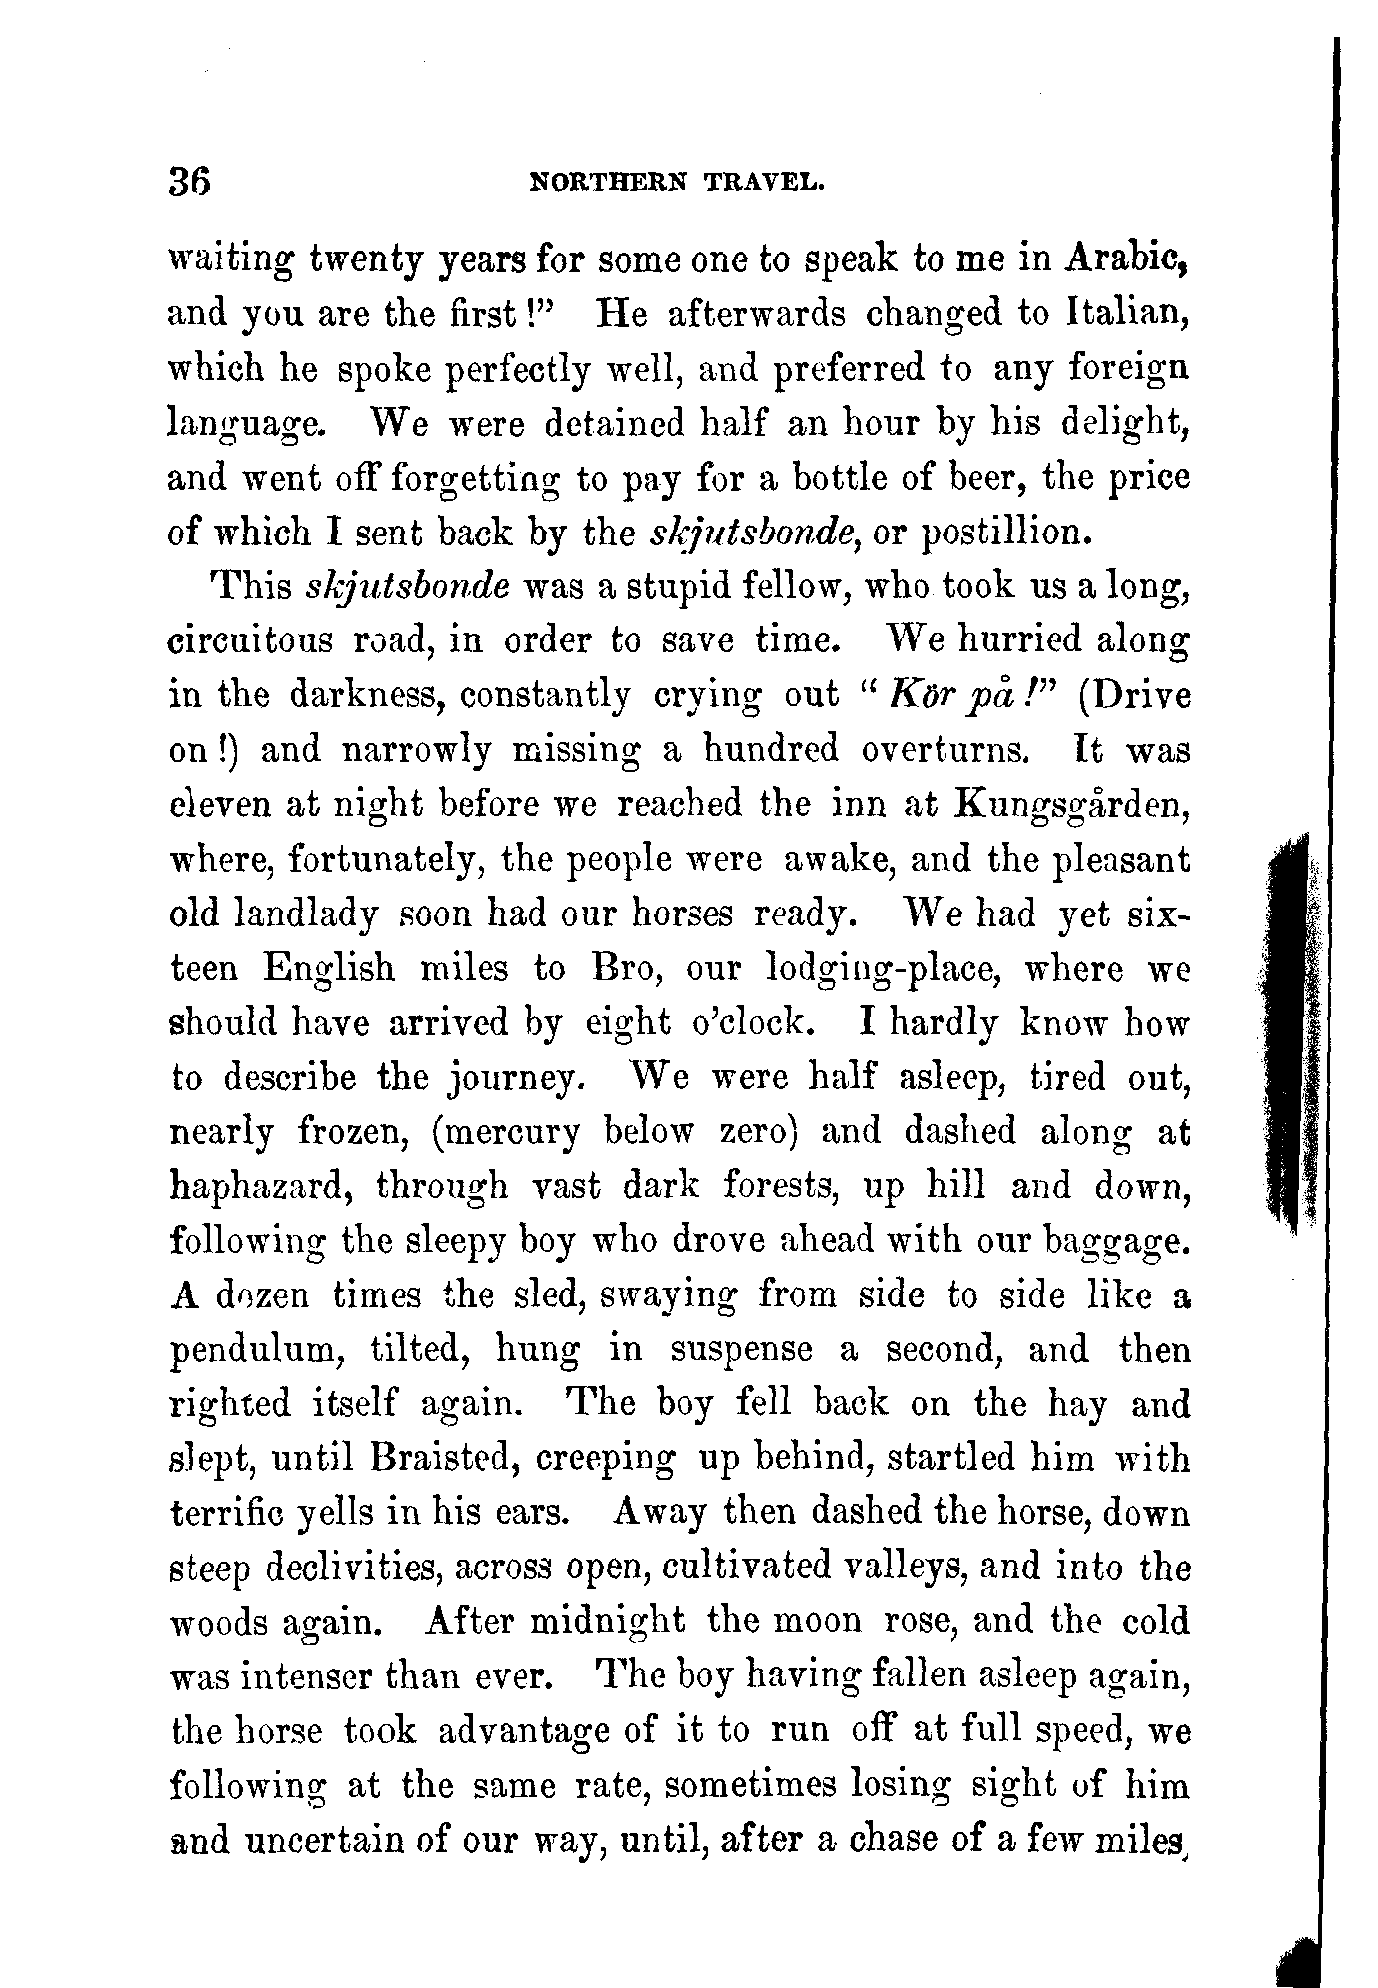 36 NORTHERN TRAVEL.
waiting twenty years for some one to speak to me in Arabic,
and you are the first !” He afterwards changed to Italian,
which he spoke perfectly well, and preferred to any foreign
language. We were detained half an hour by his delight,
and went off forgetting to pay for a bottle of beer, the price
of which I sent back by the skjutsbonde, or postillion.
This skjutsbonde was a stupid fellow, who took us a long,
circuitous road, in order to save time. We hurried along
in the darkness, constantly crying out “ Kör på !” (Drive
on !) and narrowly missing a hundred overturns. It was
eleven at night before we reached the inn at Kungsgården,
where, fortunately, the people were awake, and the pleasant
old landlady soon had our horses ready. We had yet six-
teen English miles to Bro, our lodging-place, where we
should have arrived by eight o’clock. I hardly know how
to describe the journey. We were half asleep, tired out,
nearly frozen, (mercury below zero) and dashed along at
haphazard, through vast dark forests, up hill and down,
following the sleepy boy who drove ahead with our baggage.
A dozen times the sled, swaying from side to side like a
pendulum, tilted, hung in suspense a second, and then
righted itself again. The boy fell back on the hay and
slept, until Braisted, creeping up behind, startled him with
terrific yells in his ears. Away then dashed the horse, down
steep declivities, across open, cultivated valleys, and into the
woods again. After midnight the moon rose, and the cold
was intenser than ever. The boy having fallen asleep again,
the horse took advantage of it to run off at full speed, we
following at the same rate, sometimes losing sight of him
and uncertain of our way, until, after a chase of a few miles,